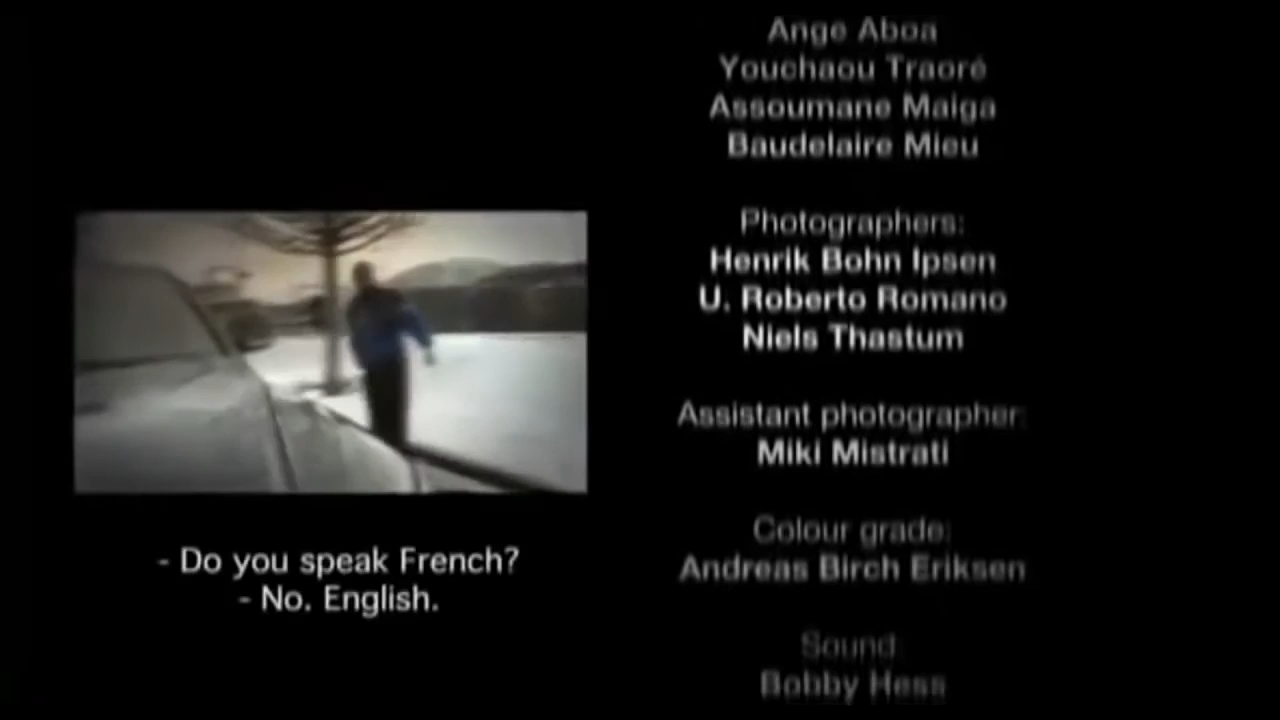 Ange Aboa
Youchaou Traoré
Assoumane Maiga
Baudelaire Mieu
Photographers:
Henrik Bohn Ipsen
U. Roberto Romano
Niels Thastum
Assistant photographer:
Miki Mistrati
Colour grade:
Andreas Birch Eriksen
Sound:
Bobby Hess
- Do you speak French?
- No. English.